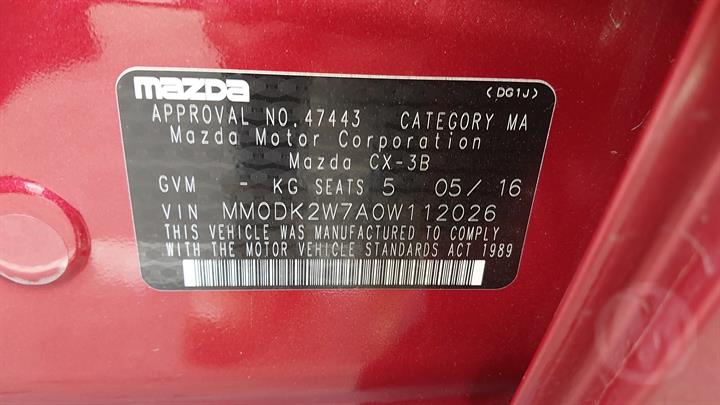 mazda
(DG1J)
APPROVAL NO. 47443 CATEGORY MA
Mazda Motor Corporation
Mazda CX-3B
GVM - KG SEATS 5 05/16
VIN MM0DK2W7A0W112026
THIS VEHICLE WAS MANUFACTURED TO COMPLY
WITH THE MOTOR VEHICLE STANDARDS ACT 1989